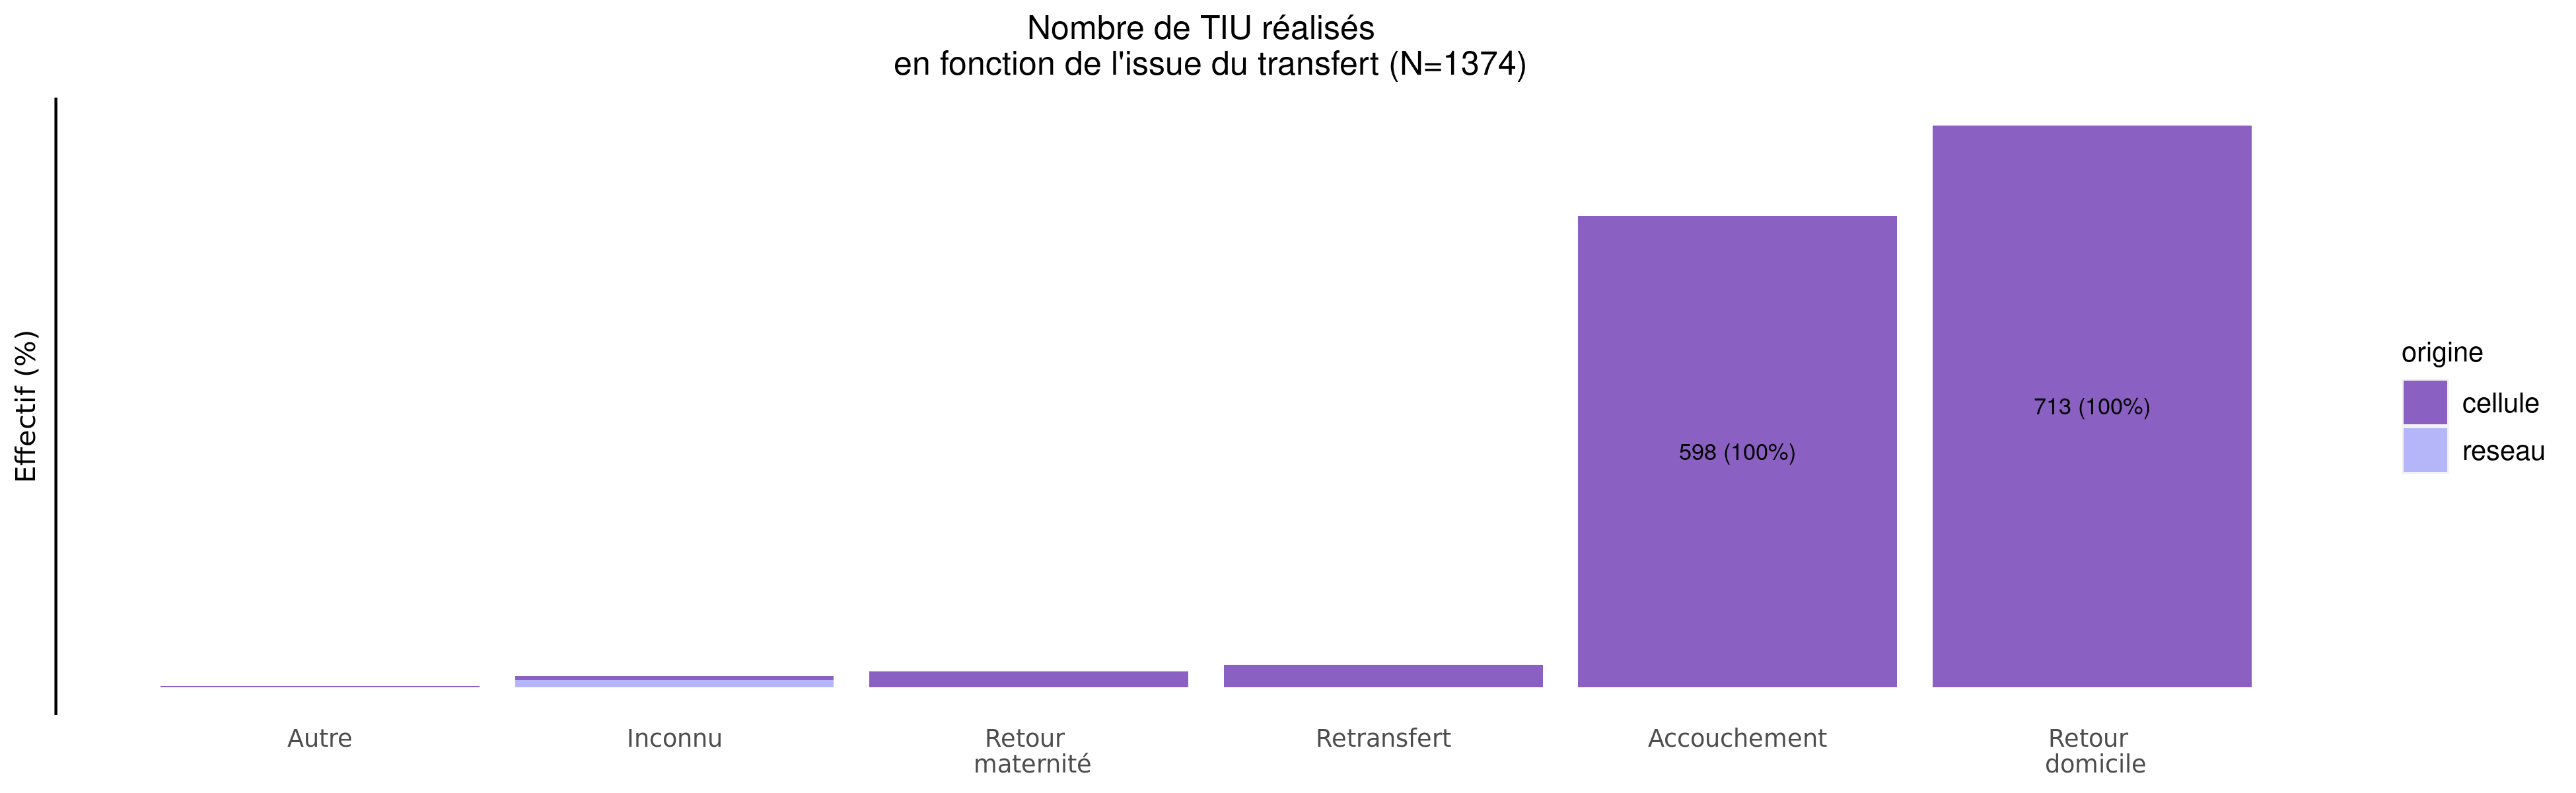 Nombre de TIU réalisés
en fonction de l'issue du transfert (N=1374)
Effectif (%)
713 (100%)
598 (100%)
origine
cellule
reseau
Autre
Inconnu
Retour
maternité
Retransfert
Accouchement
Retour
domicile